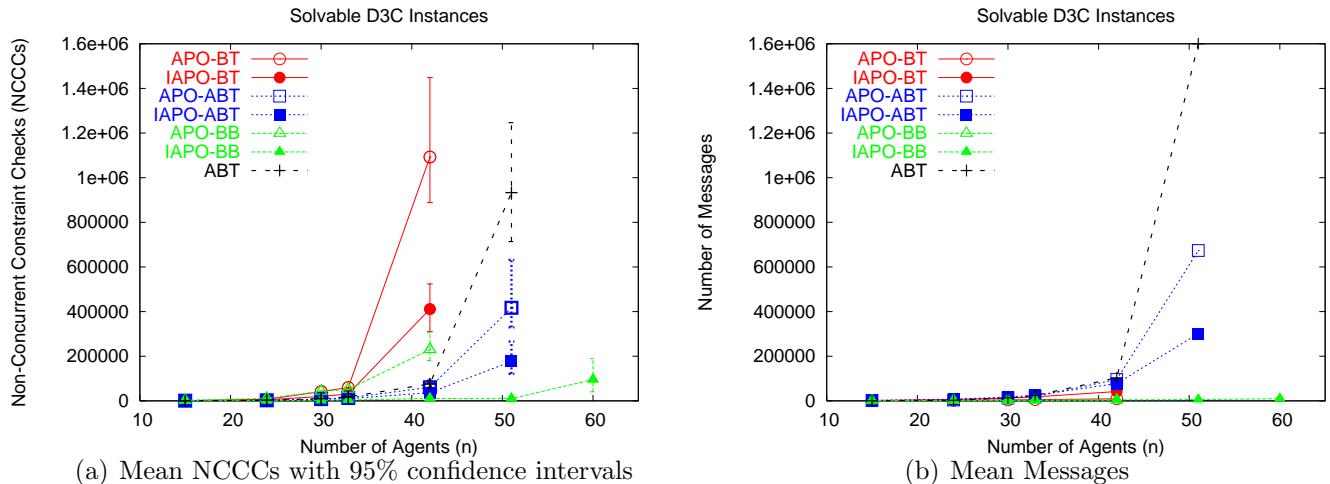 Solvable D3C Instances
Non-Concurrent Constraint Checks (NCCCs)
1.6e+06
1.4e+06
1.2e+06
1e+06
800000
600000
400000
200000
0
APO-BT
IAPO-BT
APO-ABT
IAPO-ABT
APO-BB
IAPO-BB
ABT
10 20 30 40 50 60
Number of Agents (n)
(a) Mean NCCCs with 95% confidence intervals
Solvable D3C Instances
Number of Messages
1.6e+06
1.4e+06
1.2e+06
1e+06
800000
600000
400000
200000
0
APO-BT
IAPO-BT
APO-ABT
IAPO-ABT
APO-BB
IAPO-BB
ABT
10 20 30 40 50 60
Number of Agents (n)
(b) Mean Messages